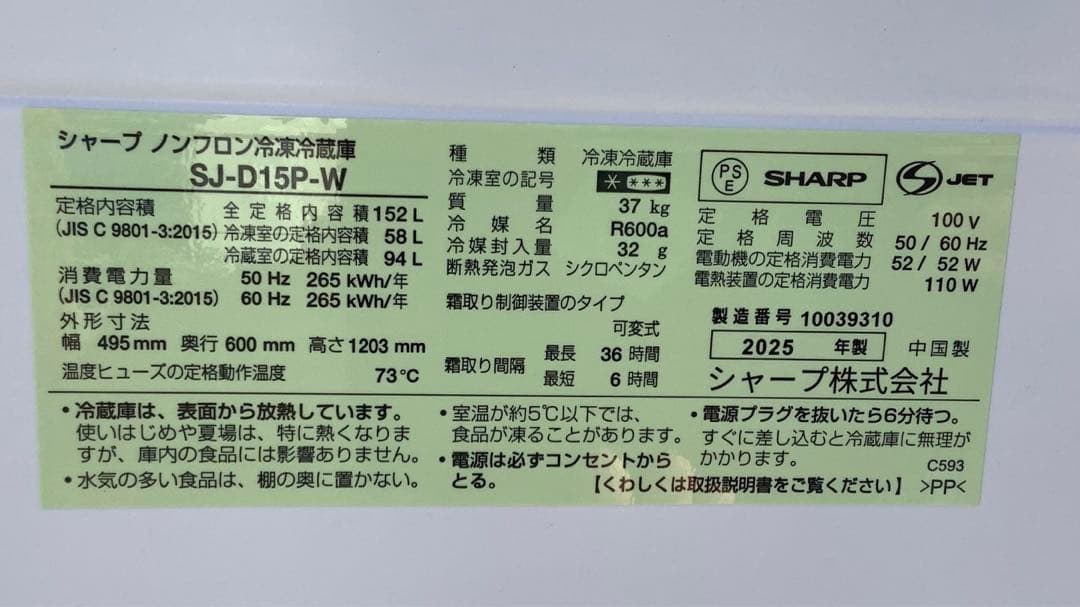 シャープ ノンフロン冷凍冷蔵庫
SJ-D15P-W
定格内容積 全定格内容積 152 L
(JIS C 9801-3:2015) 冷凍室の定格内容積 58 L
冷蔵室の定格内容積 94 L
消費電力量 50 Hz 265 kWh/年
(JIS C 9801-3:2015) 60 Hz 265 kWh/年
外形寸法
幅 495 mm 奥行 600 mm 高さ 1203 mm
温度ヒューズの定格動作温度 73℃
種類 冷凍冷蔵庫
冷凍室の記号 * ***
質量 37 kg
冷媒名 R600a
冷媒封入量 32 g
断熱発泡ガス シクロペンタン
霜取り制御装置のタイプ
可変式
霜取り間隔 最長 36 時間
最短 6 時間
PS E SHARP JET
定格電圧 100 V
定格周波数 50 / 60 Hz
電動機の定格消費電力 52 / 52 W
電熱装置の定格消費電力 110 W
製造番号 10039310
2025 年製 中国製
シャープ株式会社
・冷蔵庫は、表面から放熱しています。
使いはじめや夏場は、特に熱くなりま
すが、庫内の食品には影響ありません。
・水気の多い食品は、棚の奥に置かない。
・室温が約5℃以下では、
食品が凍ることがあります。
・電源は必ずコンセントから
とる。
・電源プラグを抜いたら6分待つ。
すぐに差し込むと冷蔵庫に無理が
かかります。 C593
【くわしくは取扱説明書をご覧ください】 >PP<